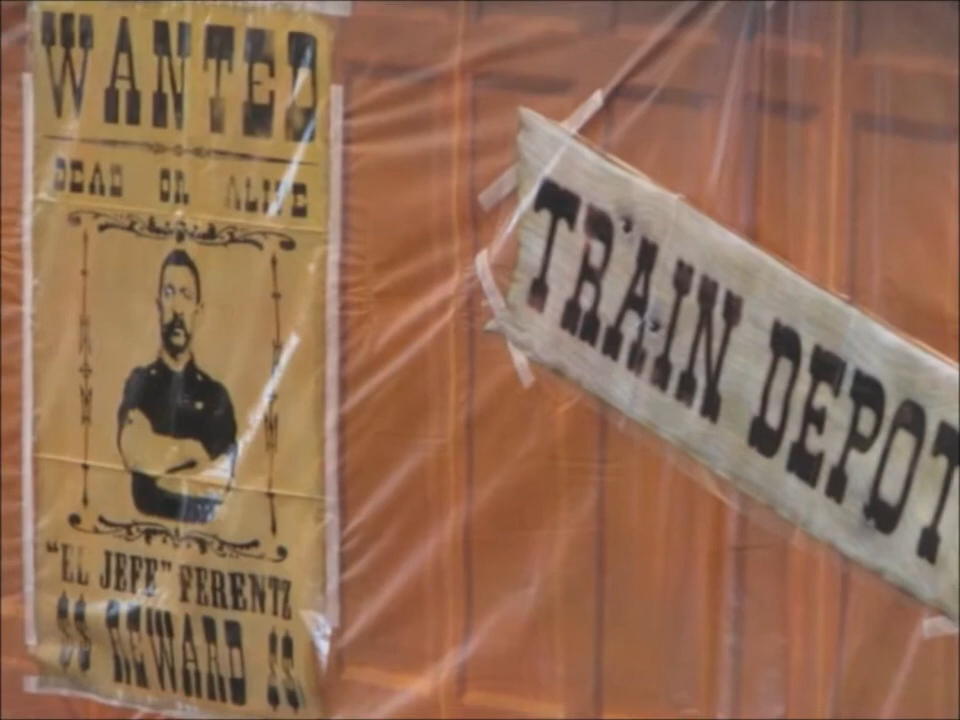 WANTED
DEAD OR ALIVE
"EL JEFE" FERENTZ
$$ REWARD $$
TRAIN DEPOT